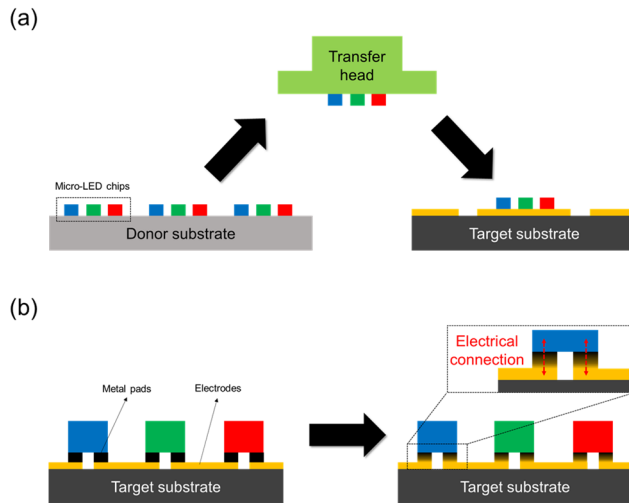 (a)
Transfer
head
Micro-LED chips
Donor substrate
Target substrate
(b)
Electrical
connection
Metal pads
Electrodes
Target substrate
Target substrate